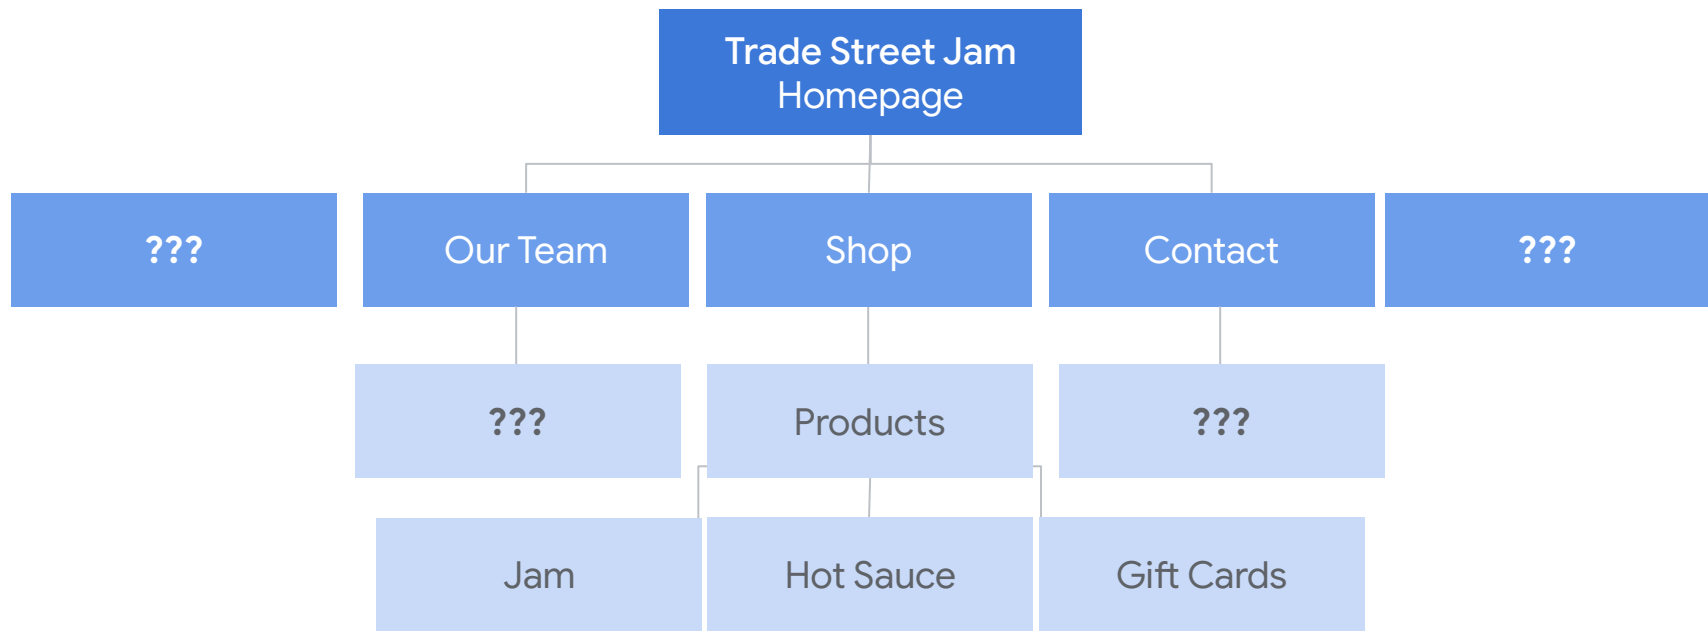 Trade Street Jam
Homepage
???
Our Team
Shop
Contact
???
???
Products
???
Jam
Hot Sauce
Gift Cards